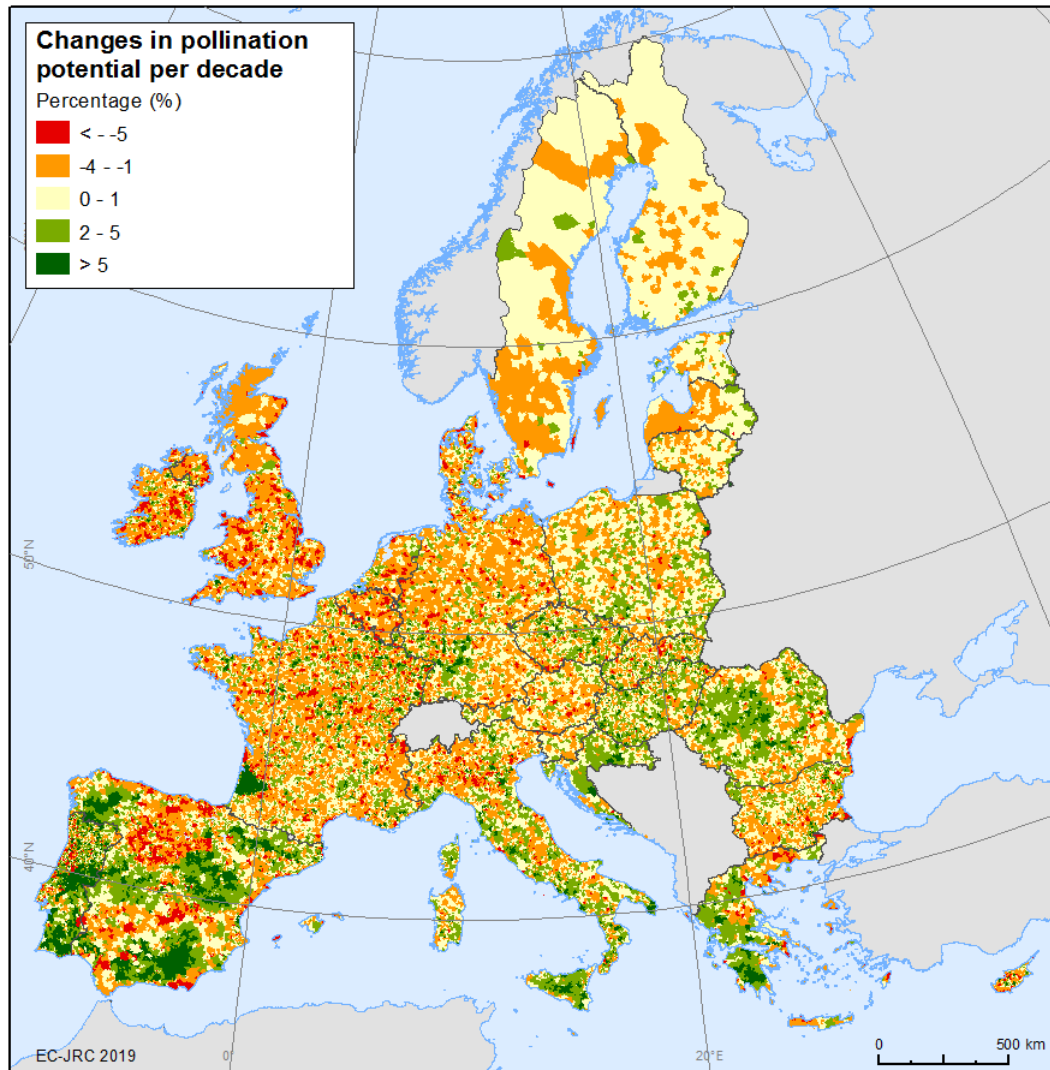 Changes in pollination
potential per decade
Percentage (%)
< - -5
-4 - -1
0 - 1
2 - 5
> 5
50°N
40°N
EC-JRC 2019
0°
20°E
0
500 km